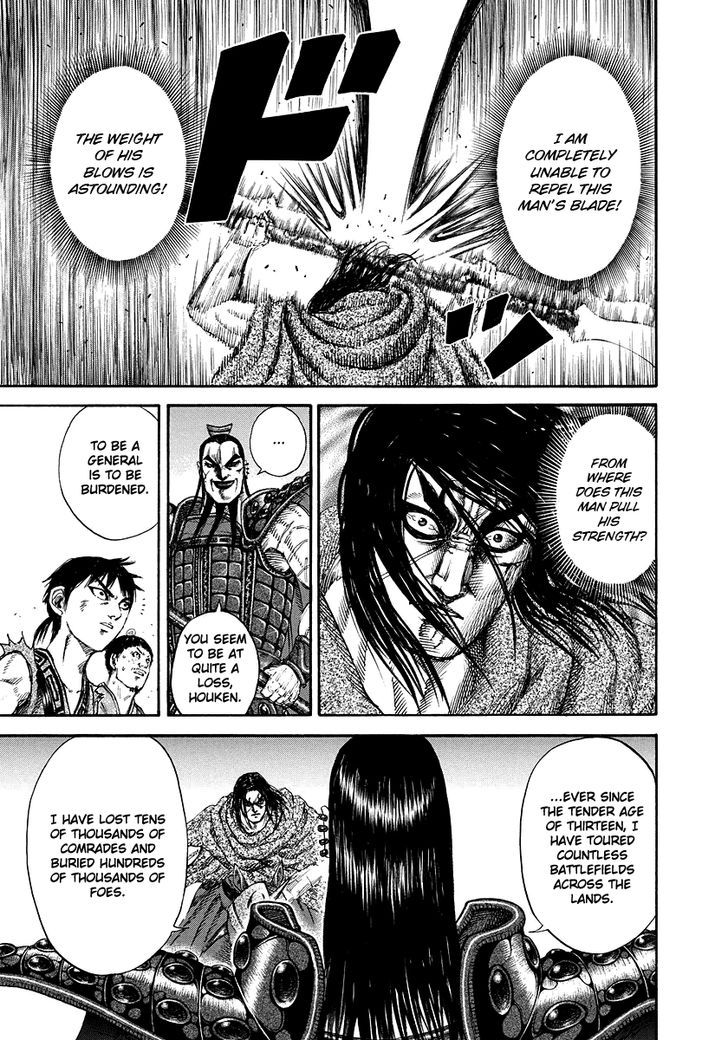 I AM
COMPLETELY
UNABLE TO
REPEL THIS
MAN'S BLADE!
ド
THE WEIGHT
OF HIS
BLOWS IS
ASTOUNDING!
ン
FROM
WHERE
DOES THIS
MAN PULL
HIS
STRENGTH?
...
YOU SEEM
TO BE AT
QUITE A
LOSS,
HOUKEN.
TO BE A
GENERAL
IS TO BE
BURDENED.
...EVER SINCE
THE TENDER
AGE OF
THIRTEEN, I
HAVE TOURED
COUNTLESS
BATTLEFIELDS
ACROSS THE
LANDS.
I HAVE LOST TENS
OF THOUSANDS OF
COMRADES AND
BURIED HUNDREDS
OF THOUSANDS OF
FOES.